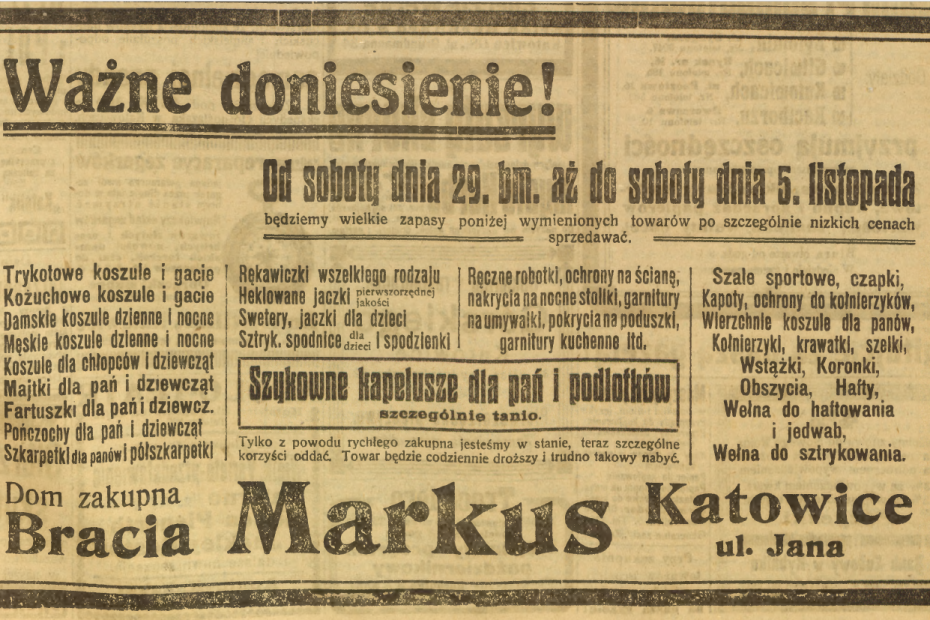 Ważne doniesienie!
Od soboty dnia 29. bm. aż do soboty dnia 5. listopada
będziemy wielkie zapasy poniżej wymienionych towarów po szczególnie nizkich cenach
sprzedawać.
Trykotowe koszule i gacie
Kożuchowe koszule i gacie
Damskie koszule dzienne i nocne
Męskie koszule dzienne i nocne
Koszule dla chłopców i dziewcząt
Majtki dla pań i dziewcząt
Fartuszki dla pań i dziewcz.
Pończochy dla pań i dziewcząt
Szkarpetki dla panów i półszkarpetki
Rękawiczki wszelkiego rodzaju
Heklowane jaczki pierwszorzędnej jakości
Swetery, jaczki dla dzieci
Sztryk. spodnice dla dzieci i spodzienki
Ręczne robotki, ochrony na ścianę,
nakrycia na nocne stoliki, garnitury
na umywalki, pokrycia na poduszki,
garnitury kuchenne itd.
Szykowne kapelusze dla pań i podlotków
szczególnie tanio.
Tylko z powodu rychłego zakupna jesteśmy w stanie, teraz szczególne
korzyści oddać. Towar będzie codziennie droższy i trudno takowy nabyć.
Szale sportowe, czapki,
Kapoty, ochrony do kołnierzyków,
Wierzchnie koszule dla panów,
Kołnierzyki, krawatki, szelki,
Wstążki, Koronki,
Obszycia, Hafty,
Wełna do haftowania
i jedwab,
Wełna do sztrykowania.
Dom zakupna
Bracia Markus Katowice
ul. Jana